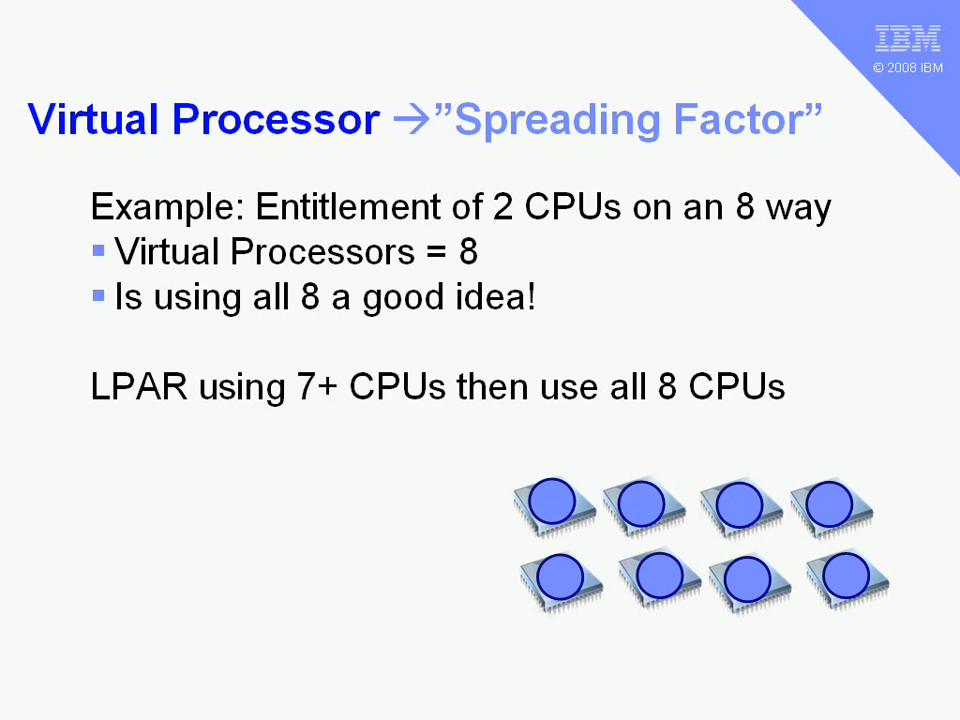 IBM
© 2008 IBM
Virtual Processor →”Spreading Factor”
Example: Entitlement of 2 CPUs on an 8 way
▪ Virtual Processors = 8
▪ Is using all 8 a good idea!
LPAR using 7+ CPUs then use all 8 CPUs